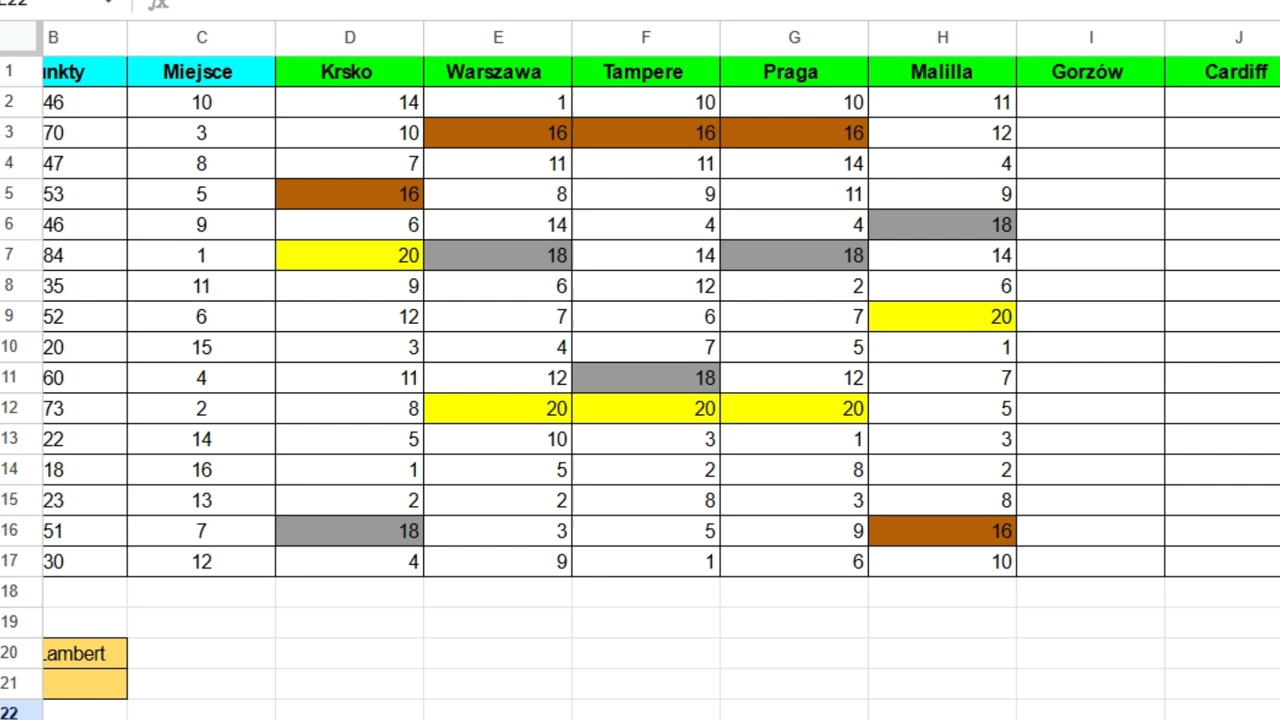 fx
B C D E F G H I J
1 Miejsce Krsko Warszawa Tampere Praga Malilla Gorzów Cardiff
2 46 10 14 1 10 10 11
3 70 3 10 16 16 16 12
4 47 8 7 11 11 14 4
5 53 5 16 8 9 11 9
6 46 9 6 14 4 4 18
7 84 1 20 18 14 18 14
8 35 11 9 6 12 2 6
9 52 6 12 7 6 7 20
10 20 15 3 4 7 5 1
11 60 4 11 12 18 12 7
12 73 2 8 20 20 20 5
13 22 14 5 10 3 1 3
14 18 16 1 5 2 8 2
15 23 13 2 2 8 3 8
16 51 7 18 3 5 9 16
17 30 12 4 9 1 6 10
18
19
20 Lambert
21
22